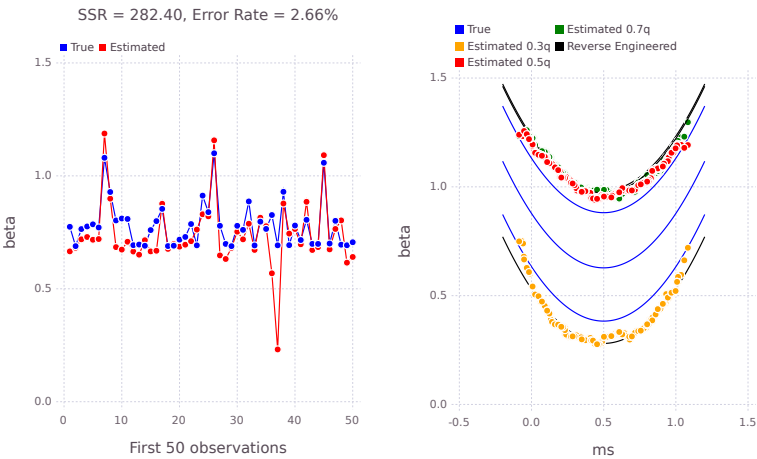 SSR = 282.40, Error Rate = 2.66%
True Estimated
beta
1.5
1.0
0.5
0.0
0 10 20 30 40 50
First 50 observations
True Estimated 0.7q
Estimated 0.3q Reverse Engineered
Estimated 0.5q
beta
1.5
1.0
0.5
0.0
-0.5 0.0 0.5 1.0 1.5
ms